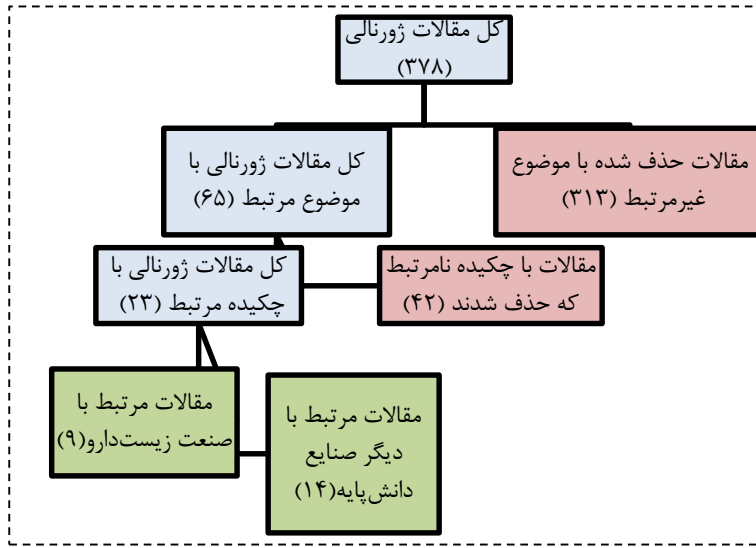 کل مقالات ژورنالی
(۳۷۸)
مقالات حذف شده با موضوع
غیرمرتبط (۳۱۳)
کل مقالات ژورنالی با
موضوع مرتبط (۶۵)
مقالات با چکیده نامرتبط
که حذف شدند (۴۲)
کل مقالات ژورنالی با
چکیده مرتبط (۲۳)
مقالات مرتبط با
صنعت زیست‌دارو(۹)
مقالات مرتبط با
دیگر صنایع
دانش‌پایه(۱۴)